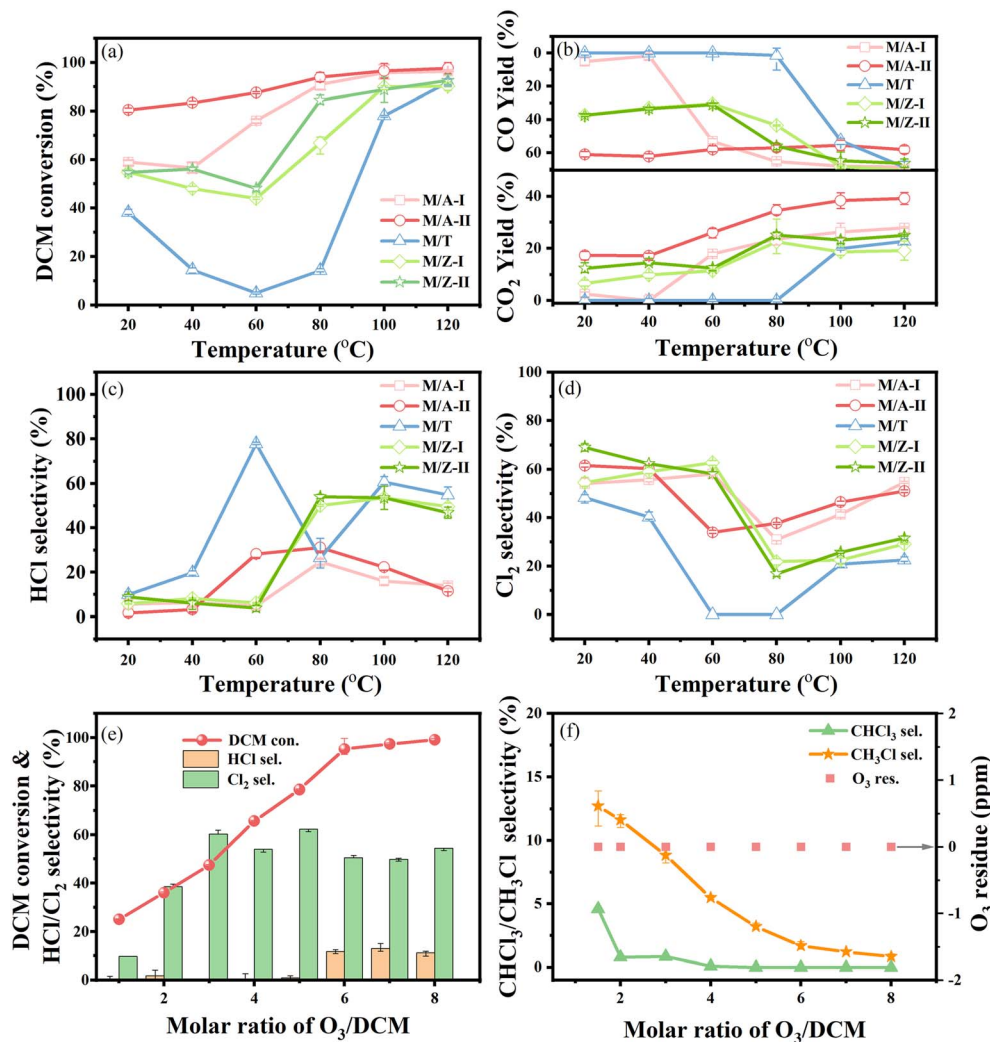 (a)
DCM conversion (%)
100
80
60
40
20
0
M/A-I
M/A-II
M/T
M/Z-I
M/Z-II
20 40 60 80 100 120
Temperature (°C)
(b)
CO Yield (%)
0
20
40
60
M/A-I
M/A-II
M/T
M/Z-I
M/Z-II
CO₂ Yield (%)
40
20
0
20 40 60 80 100 120
Temperature (°C)
(c)
HCl selectivity (%)
100
80
60
40
20
0
M/A-I
M/A-II
M/T
M/Z-I
M/Z-II
20 40 60 80 100 120
Temperature (°C)
(d)
Cl₂ selectivity (%)
100
80
60
40
20
0
M/A-I
M/A-II
M/T
M/Z-I
M/Z-II
20 40 60 80 100 120
Temperature (°C)
(e)
DCM conversion &
HCl/Cl₂ selectivity (%)
100
80
60
40
20
0
DCM con.
HCl sel.
Cl₂ sel.
2 4 6 8
Molar ratio of O₃/DCM
(f)
CHCl₃/CH₃Cl selectivity (%)
20
15
10
5
0
CHCl₃ sel.
CH₃Cl sel.
O₃ res.
2
1
0
-1
-2
O₃ residue (ppm)
2 4 6 8
Molar ratio of O₃/DCM